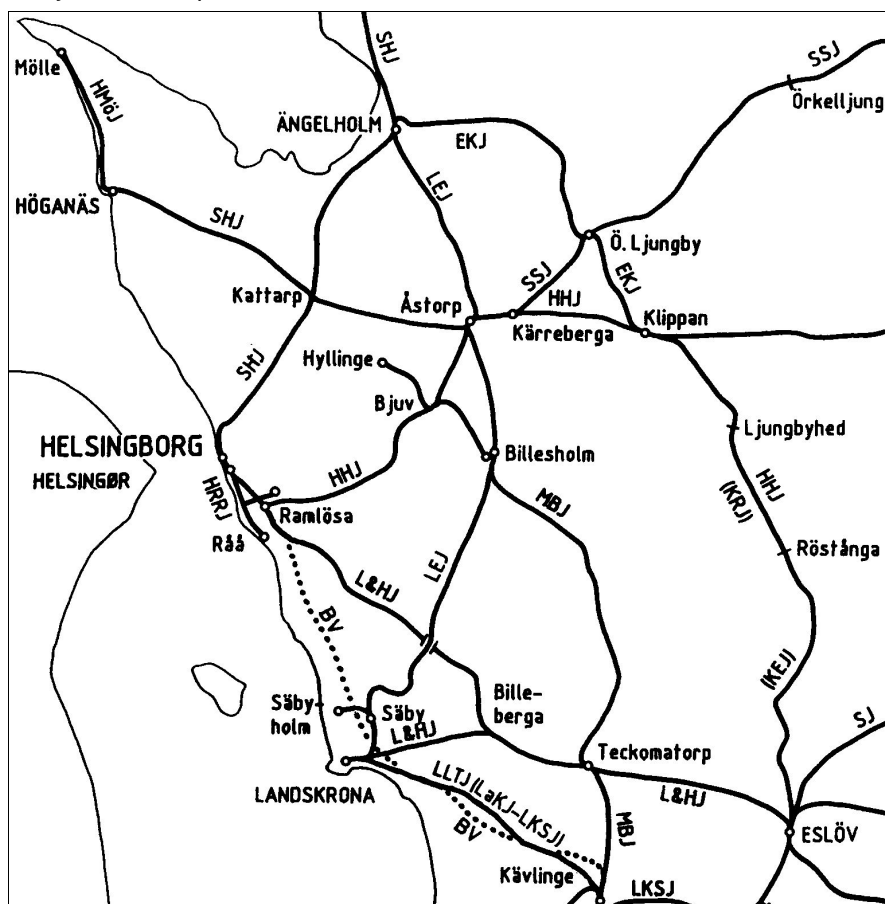 SHJ
SSJ
Mölle
HMöJ
Örkelljung
ÄNGELHOLM
EKJ
LEJ
HÖGANÄS
SHJ
Ö. Ljungby
SSJ
EKJ
HHJ
Kattarp
Åstorp
Kärreberga
Klippan
SHJ
Hyllinge
Bjuv
Ljungbyhed
HELSINGBORG
HELSINGØR
Billesholm
HHJ
HHJ
(KRJ)
HRRJ
MBJ
Ramlösa
Råå
Röstånga
LEJ
L&HJ
BV
(KEJ)
Säby-
holm
Säby
Bille-
berga
SJ
L&HJ
Teckomatorp
LANDSKRONA
LLTJ(LaKJ-LKSJ)
L&HJ
BV
MBJ
ESLÖV
Kävlinge
LKSJ